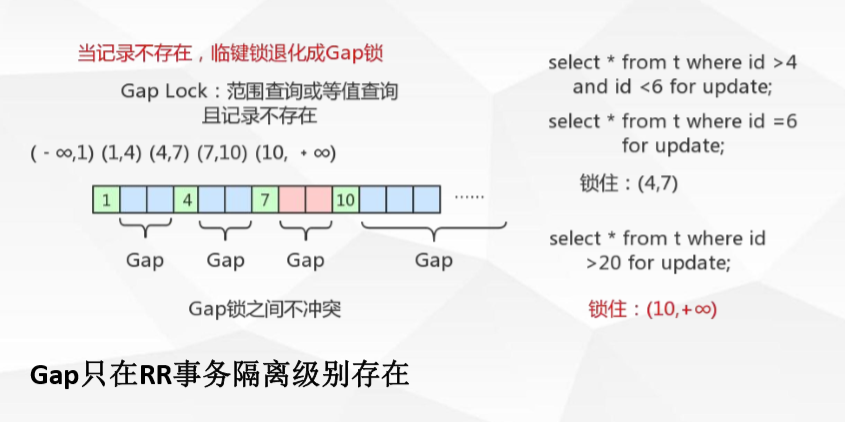 当记录不存在，临键锁退化成Gap锁
Gap Lock：范围查询或等值查询
且记录不存在
(-∞,1) (1,4) (4,7) (7,10) (10, +∞)
1 4 7 10 ……
Gap Gap Gap Gap
Gap锁之间不冲突
Gap只在RR事务隔离级别存在
select * from t where id >4
and id <6 for update;
select * from t where id =6
for update;
锁住：(4,7)
select * from t where id
>20 for update;
锁住：(10,+∞)